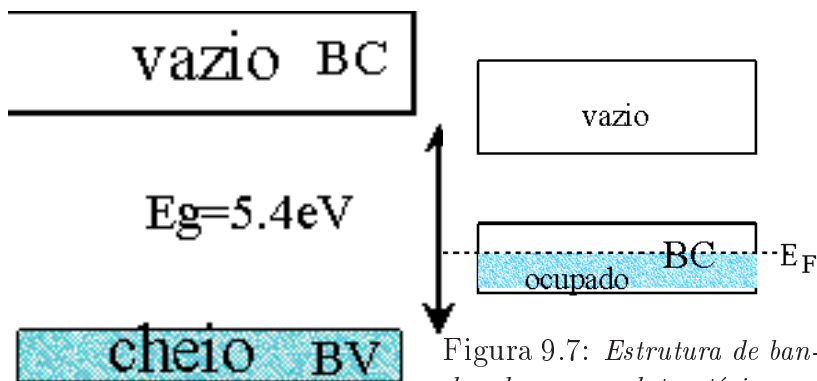 vazio BC
Eg=5.4eV
cheio BV
vazio
BC
E_F
ocupado
Figura 9.7: Estrutura de ban-